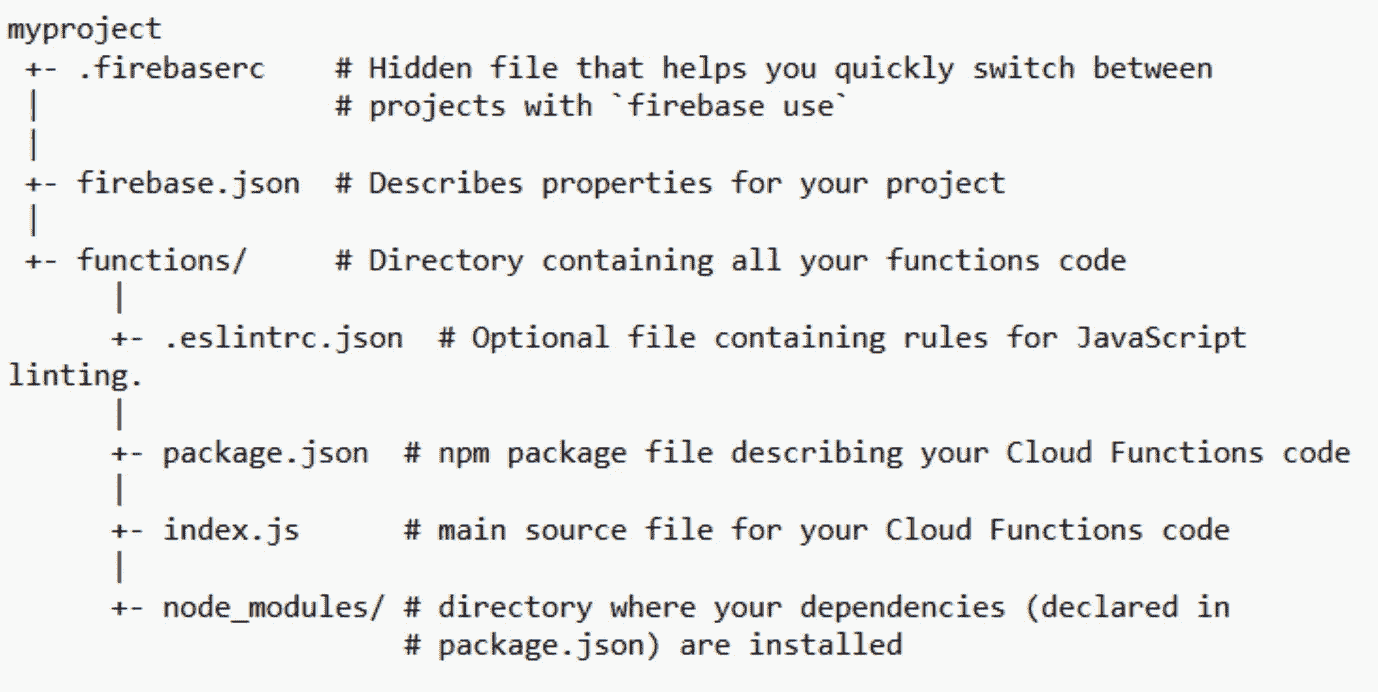 myproject
 +- .firebaserc    # Hidden file that helps you quickly switch between
 |                 # projects with `firebase use`
 |
 +- firebase.json  # Describes properties for your project
 |
 +- functions/     # Directory containing all your functions code
      |
      +- .eslintrc.json  # Optional file containing rules for JavaScript
linting.
      |
      +- package.json  # npm package file describing your Cloud Functions code
      |
      +- index.js      # main source file for your Cloud Functions code
      |
      +- node_modules/ # directory where your dependencies (declared in
                       # package.json) are installed